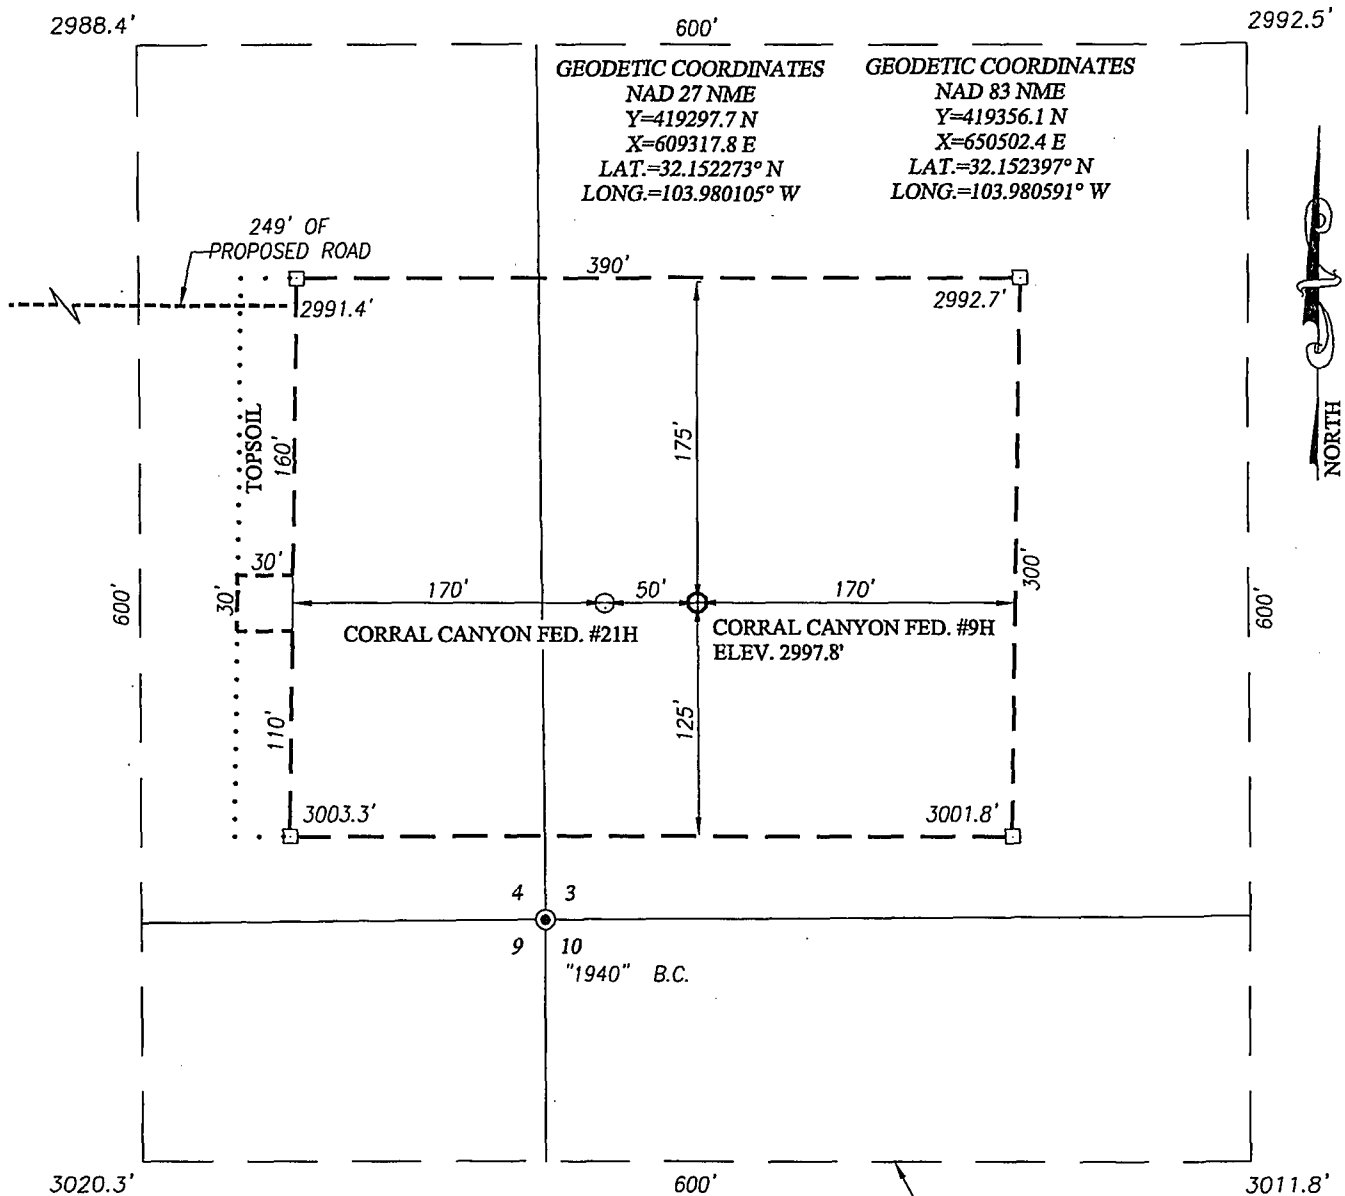 2988.4'
600'
2992.5'
GEODETIC COORDINATES
NAD 27 NME
Y=419297.7 N
X=609317.8 E
LAT.=32.152273° N
LONG.=103.980105° W
GEODETIC COORDINATES
NAD 83 NME
Y=419356.1 N
X=650502.4 E
LAT.=32.152397° N
LONG.=103.980591° W
249' OF
PROPOSED ROAD
390'
2991.4'
2992.7'
NORTH
TOPSOIL
160'
175'
30'
30'
600'
170'
50'
170'
300'
600'
CORRAL CANYON FED. #21H
CORRAL CANYON FED. #9H
ELEV. 2997.8'
110'
125'
3003.3'
3001.8'
4 3
9 10
"1940" B.C.
3020.3'
600'
3011.8'